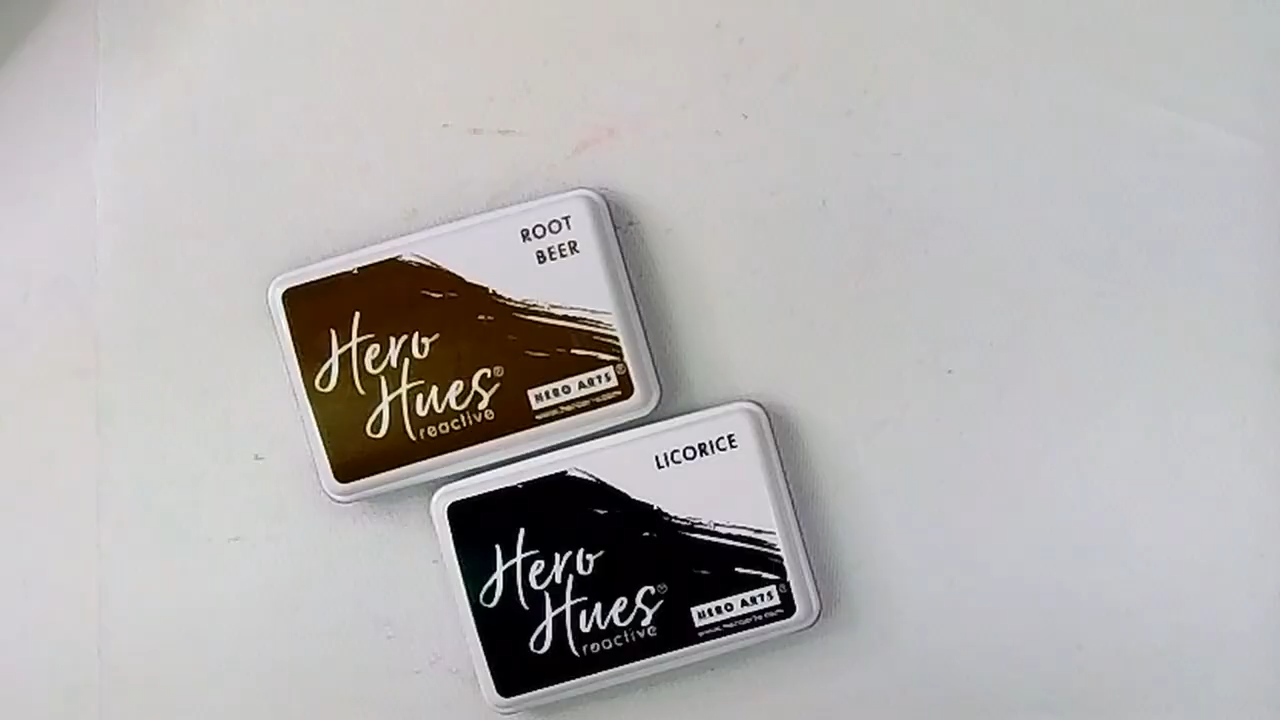 ROOT
BEER
Hero
Hues®
reactive
HERO ARTS®
LICORICE
Hero
Hues®
reactive
HERO ARTS®